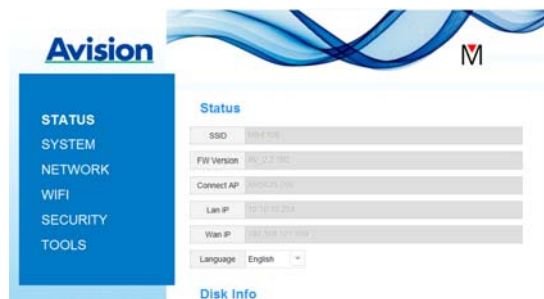 Avision
M
STATUS
SYSTEM
NETWORK
WIFI
SECURITY
TOOLS
Status
SSID
FW Version
Connect AP
Lan IP
Wan IP
Language English
Disk Info